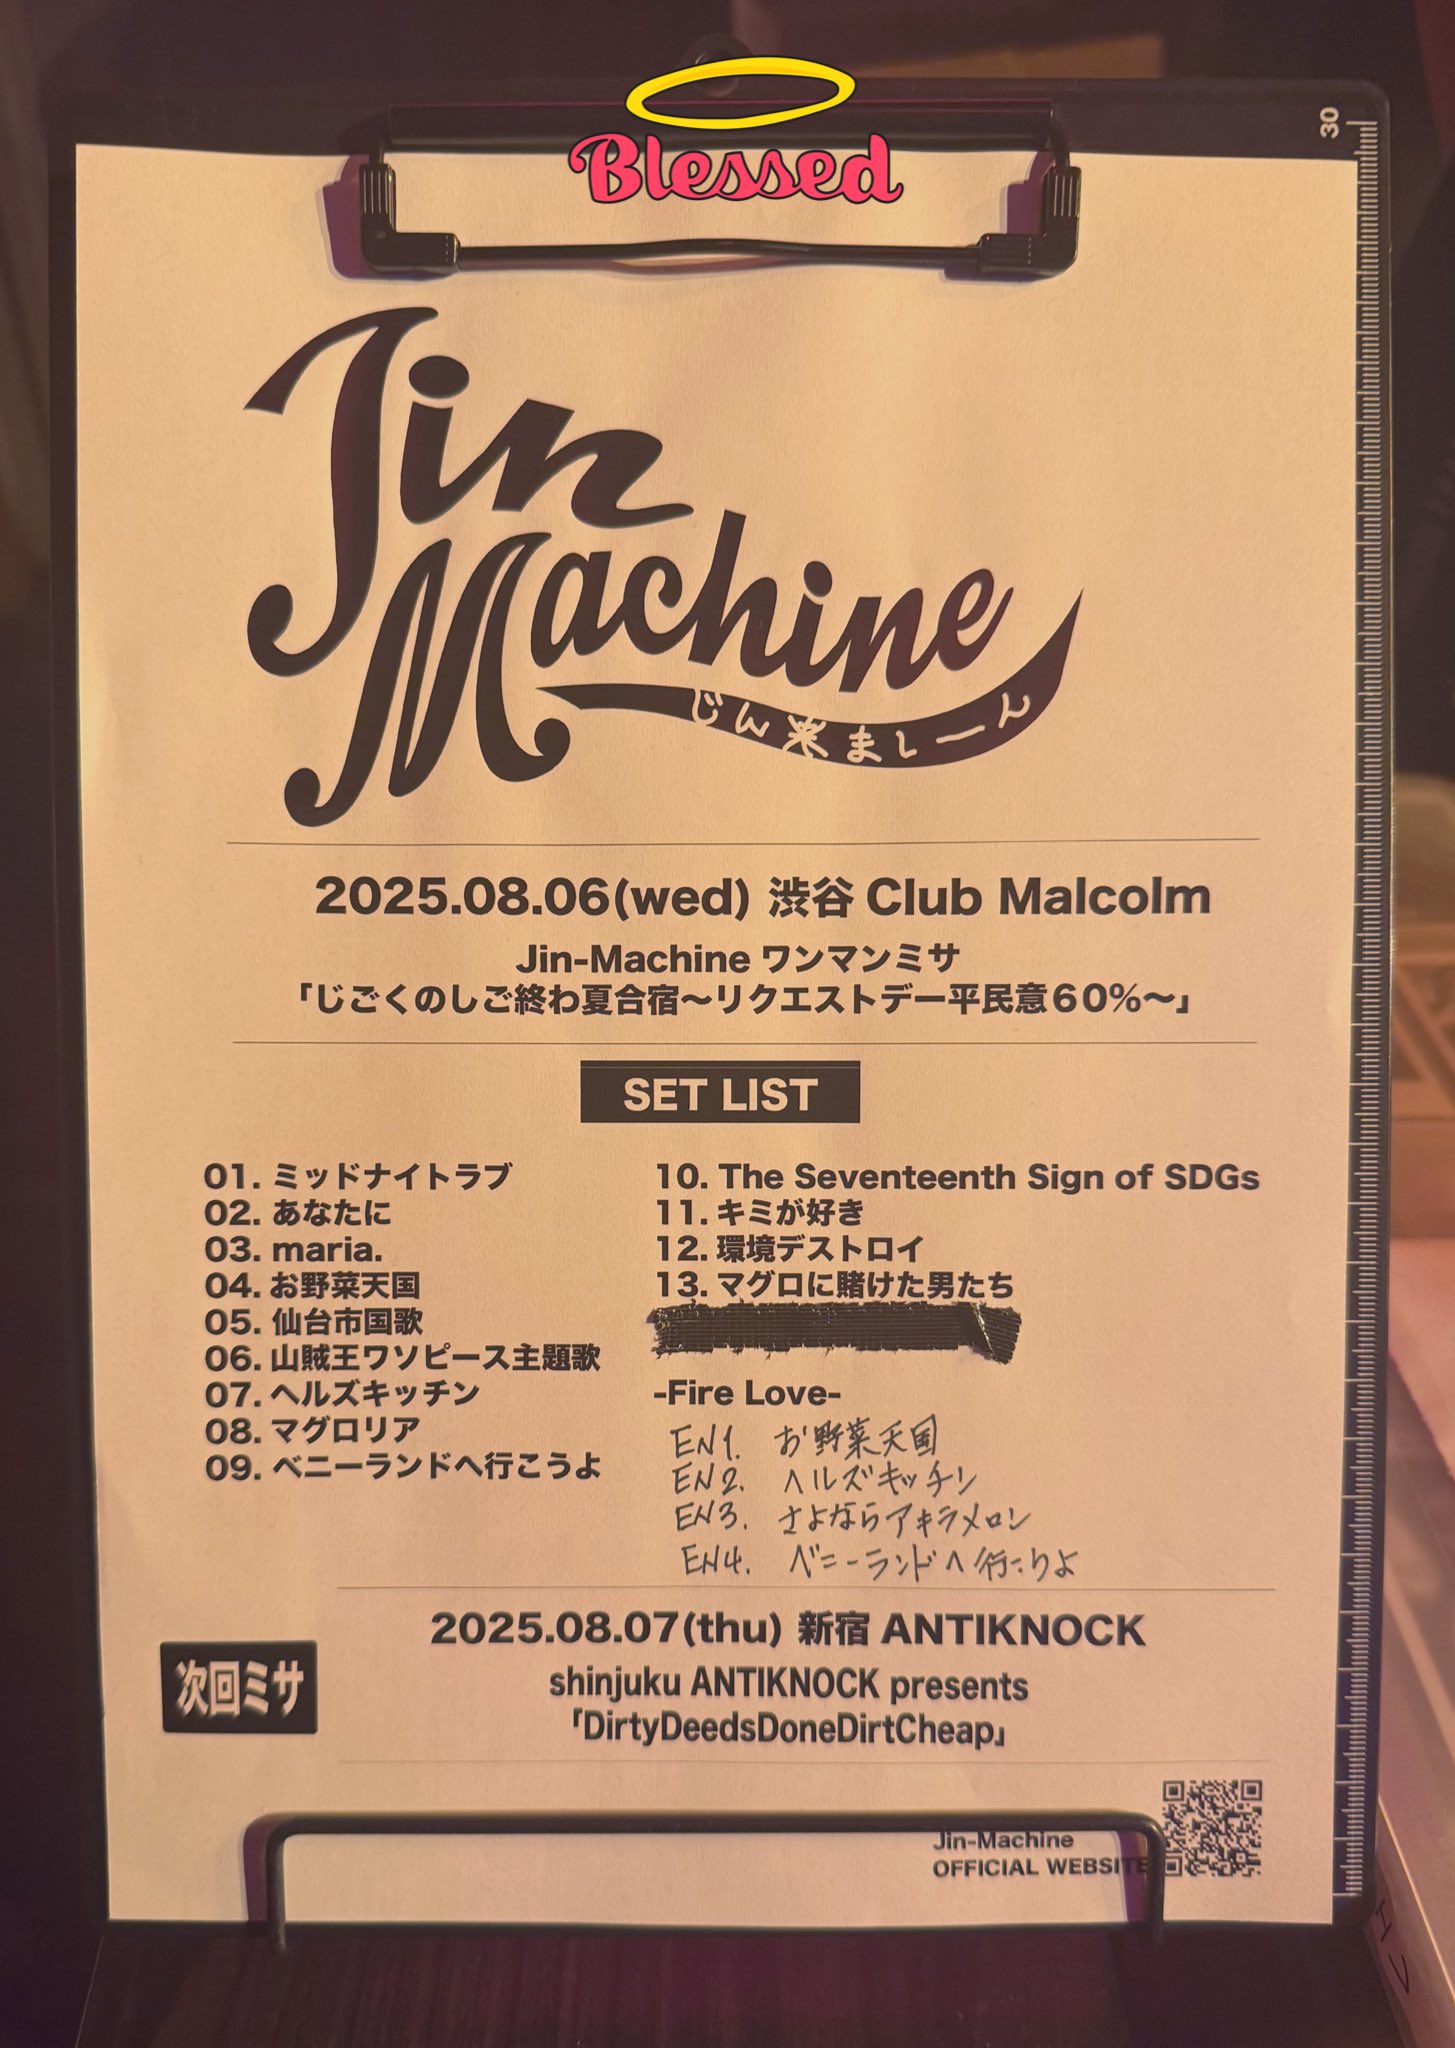 Blessed
30
Jin
Machine
じん来ましーん
2025.08.06(wed) 渋谷 Club Malcolm
Jin-Machine ワンマンミサ
「じごくのしご終わ夏合宿〜リクエストデー平民意60%〜」
SET LIST
01. ミッドナイトラブ
02. あなたに
03. maria.
04. お野菜天国
05. 仙台市国歌
06. 山賊王ワソピース主題歌
07. ヘルズキッチン
08. マグロリア
09. ベニーランドへ行こうよ
10. The Seventeenth Sign of SDGs
11. キミが好き
12. 環境デストロイ
13. マグロに賭けた男たち
-Fire Love-
EN1. お野菜天国
EN2. ヘルズキッチン
EN3. さよならアキラメロン
EN4. ベニーランドへ行こうよ
次回ミサ
2025.08.07(thu) 新宿 ANTIKNOCK
shinjuku ANTIKNOCK presents
「DirtyDeedsDoneDirtCheap」
Jin-Machine
OFFICIAL WEBSITE